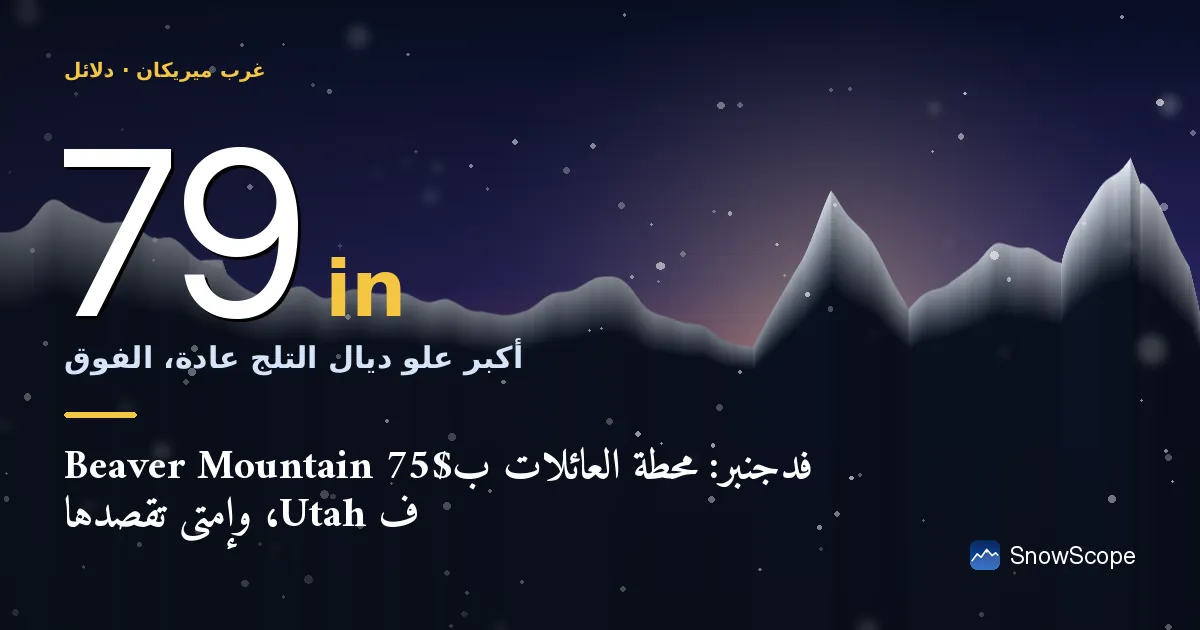 غرب ميريكان · دلائل
79 in
أكبر علو ديال التلج عادة، الفوق
Beaver Mountain فدجنبر: محطة العائلات ب$75
ف Utah، وإمتى تقصدها
SnowScope